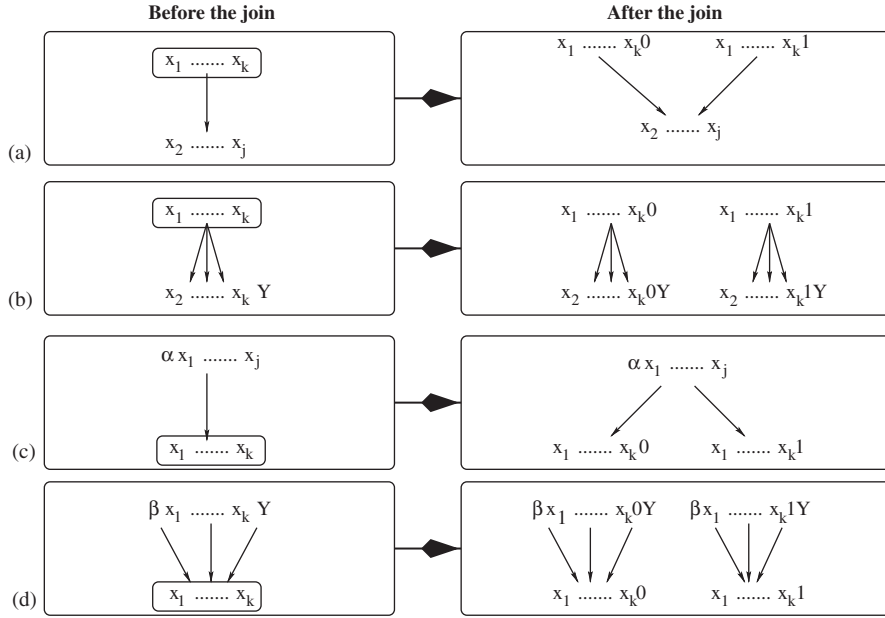 Before the join After the join
x1 ....... xk x1 ....... xk0 x1 ....... xk1
x2 ....... xj x2 ....... xj
(a)
x1 ....... xk x1 ....... xk0 x1 ....... xk1
x2 ....... xk Y x2 ....... xk0Y x2 ....... xk1Y
(b)
α x1 ....... xj α x1 ....... xj
x1 ....... xk x1 ....... xk0 x1 ....... xk1
(c)
β x1 ....... xk Y β x1 ....... xk0Y β x1 ....... xk1Y
x1 ....... xk x1 ....... xk0 x1 ....... xk1
(d)